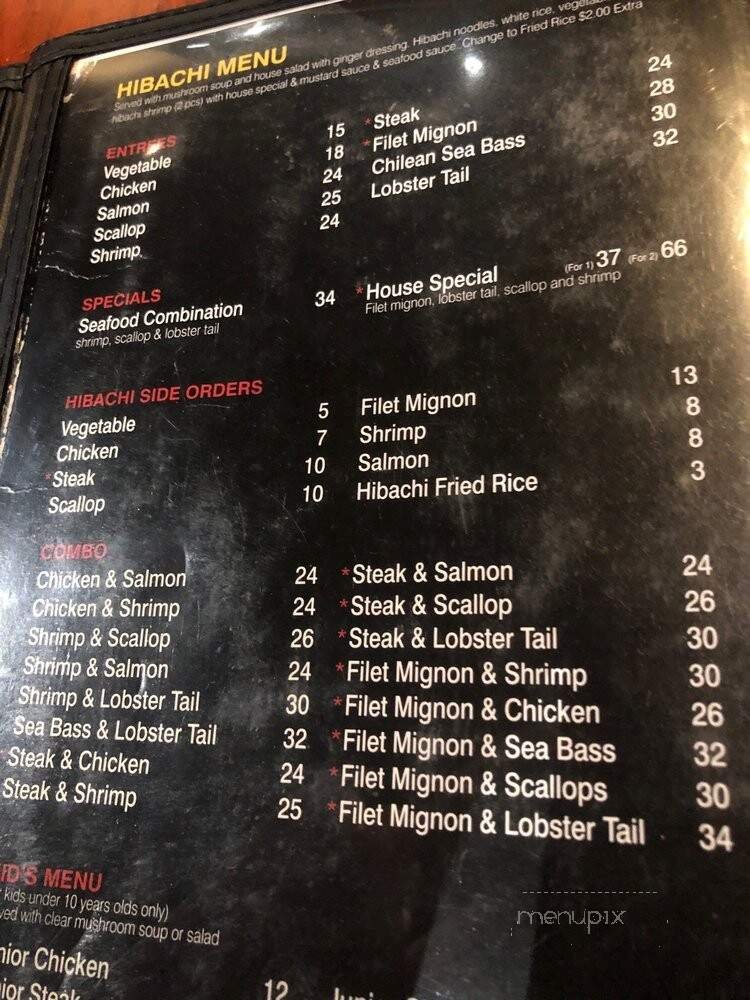 HIBACHI MENU
Served with mushroom soup and house salad with ginger dressing. Hibachi noodles, white rice,
hibachi shrimp (2 pcs) with house special & mustard sauce & seafood sauce. Change to Fried Rice $2.00 Extra
ENTREES
Vegetable 15
Chicken 18
Salmon 24
Scallop 25
Shrimp 24
*Steak 24
*Filet Mignon 28
Chilean Sea Bass 30
Lobster Tail 32
SPECIALS
Seafood Combination 34
shrimp, scallop & lobster tail
*House Special (For 1) 37 (For 2) 66
Filet mignon, lobster tail, scallop and shrimp
HIBACHI SIDE ORDERS
Vegetable 5
Chicken 7
*Steak 10
Scallop 10
Filet Mignon 13
Shrimp 8
Salmon 8
Hibachi Fried Rice 3
COMBO
Chicken & Salmon 24
Chicken & Shrimp 24
Shrimp & Scallop 26
Shrimp & Salmon 24
Shrimp & Lobster Tail 30
Sea Bass & Lobster Tail 32
*Steak & Chicken 24
Steak & Shrimp 25
*Steak & Salmon 24
*Steak & Scallop 26
*Steak & Lobster Tail 30
*Filet Mignon & Shrimp 30
*Filet Mignon & Chicken 26
*Filet Mignon & Sea Bass 32
*Filet Mignon & Scallops 30
*Filet Mignon & Lobster Tail 34
ID'S MENU
kids under 10 years olds only)
ved with clear mushroom soup or salad
nior Chicken 12
ior Steak
menupix